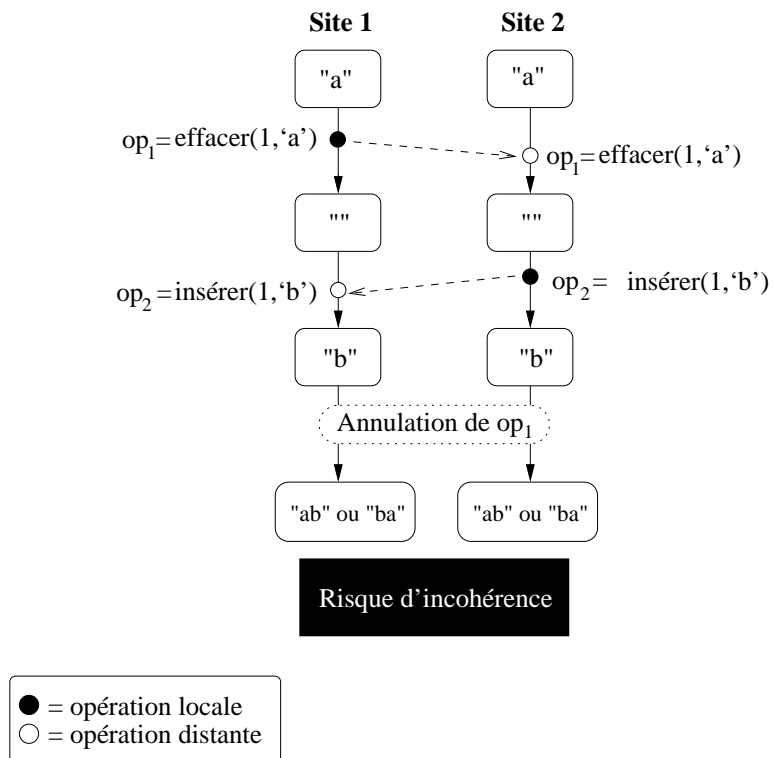 Site 1 Site 2
"a" "a"
op1=effacer(1,‘a’) op1=effacer(1,‘a’)
"" ""
op2=insérer(1,‘b’) op2= insérer(1,‘b’)
"b" "b"
Annulation de op1
"ab" ou "ba" "ab" ou "ba"
Risque d’incohérence
= opération locale
= opération distante